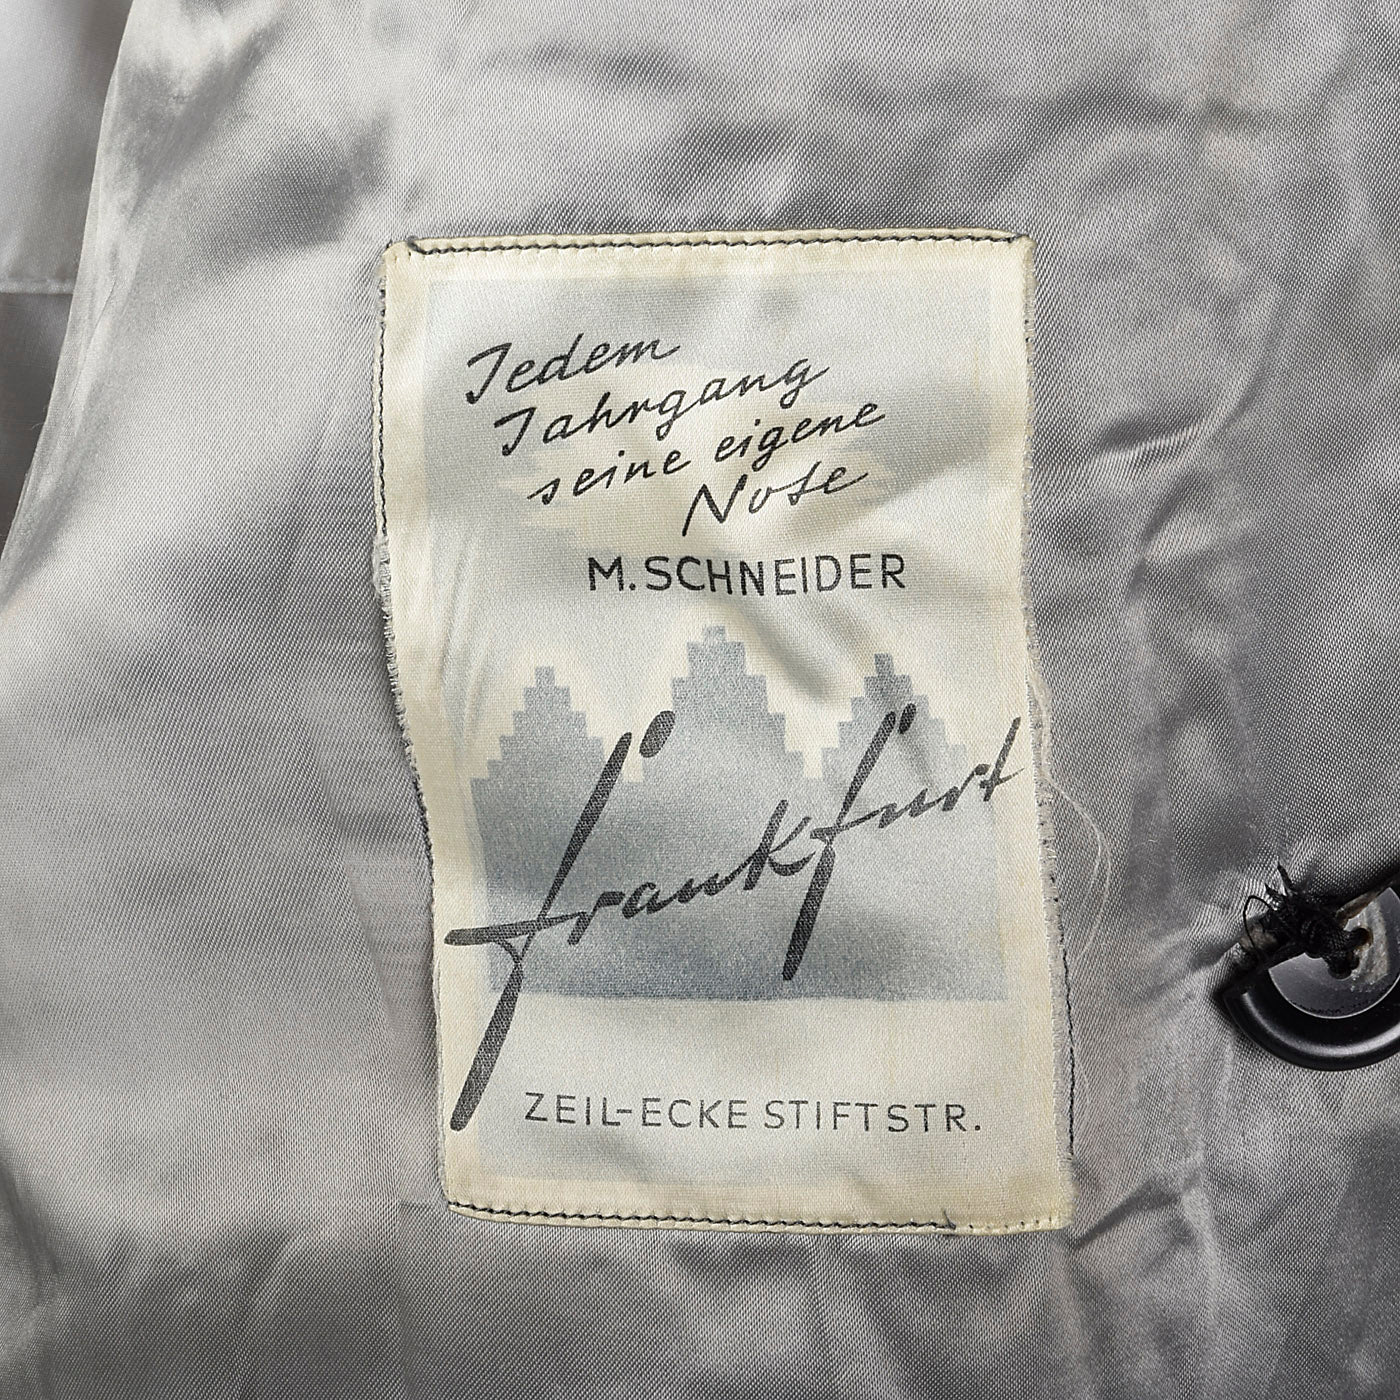 Jedem
Jahrgang
seine eigene
Note
M. SCHNEIDER
frankfurt
ZEIL-ECKE STIFTSTR.